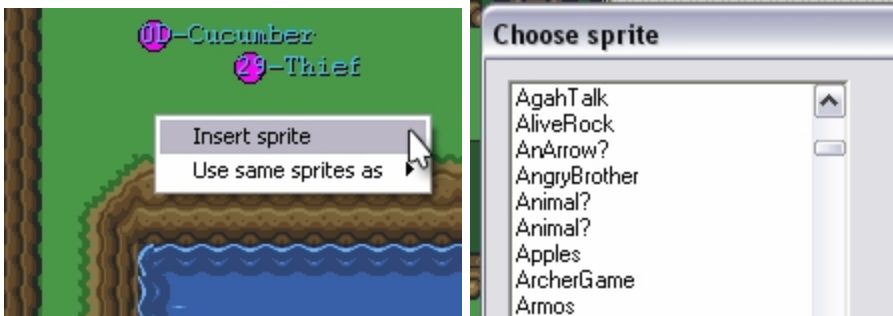 0D-Cucumber
29-Thief
Insert sprite
Use same sprites as
Choose sprite
AgahTalk
AliveRock
AnArrow?
AngryBrother
Animal?
Animal?
Apples
ArcherGame
Armos